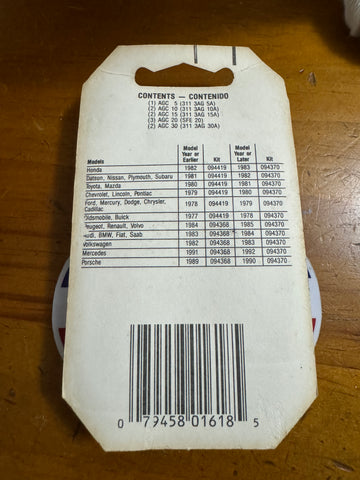 CONTENTS — CONTENIDO
(1) AGC 5 (311 3AG 5A)
(2) AGC 10 (311 3AG 10A)
(2) AGC 15 (311 3AG 15A)
(3) AGC 20 (SFE 20)
(2) AGC 30 (311 3AG 30A)
Models Model Year or Earlier Kit Model Year or Later Kit
Honda 1982 094419 1983 094370
Datson, Nissan, Plymouth, Subaru 1981 094419 1982 094370
Toyota, Mazda 1980 094419 1981 094370
Chevrolet, Lincoln, Pontiac 1979 094419 1980 094370
Ford, Mercury, Dodge, Chrysler, Cadillac 1978 094419 1979 094370
Oldsmobile, Buick 1977 094419 1978 094370
Peugeot, Renault, Volvo 1984 094368 1985 094370
Audi, BMW, Fiat, Saab 1983 094368 1984 094370
Volkswagen 1982 094368 1983 094370
Mercedes 1991 094368 1992 094370
Porsche 1989 094368 1990 094370
0 79458 01618 5